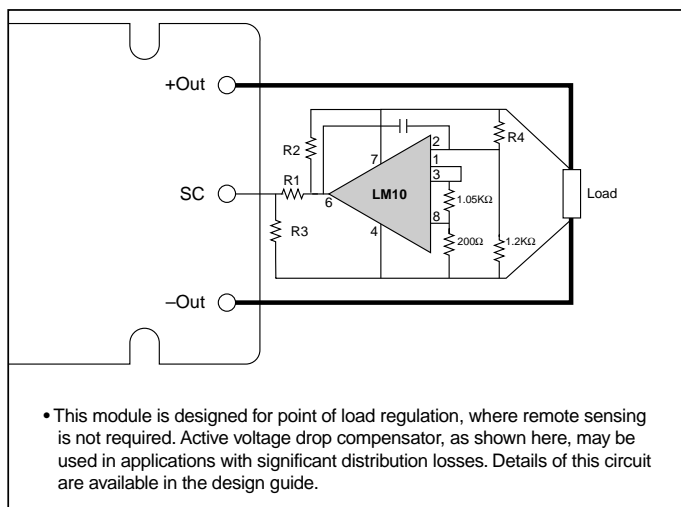 +Out
R2
R1
SC
R3
–Out
7
6
4
LM10
2
1
3
8
R4
1.05KΩ
200Ω
1.2KΩ
Load
• This module is designed for point of load regulation, where remote sensing
is not required. Active voltage drop compensator, as shown here, may be
used in applications with significant distribution losses. Details of this circuit
are available in the design guide.